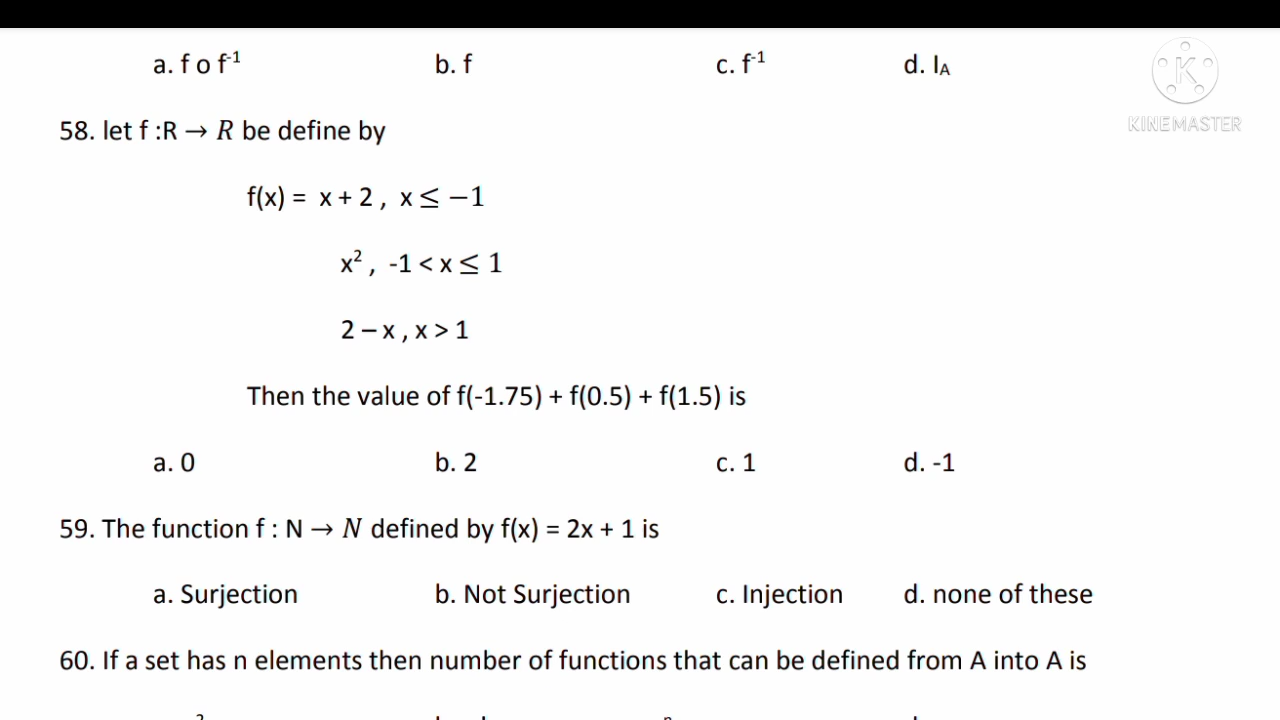 a. f o f⁻¹ b. f c. f⁻¹ d. I_A
KINEMASTER
58. let f :R → R be define by
f(x) = x + 2 , x ≤ −1
x² , -1 < x ≤ 1
2 – x , x > 1
Then the value of f(-1.75) + f(0.5) + f(1.5) is
a. 0 b. 2 c. 1 d. -1
59. The function f : N → N defined by f(x) = 2x + 1 is
a. Surjection b. Not Surjection c. Injection d. none of these
60. If a set has n elements then number of functions that can be defined from A into A is